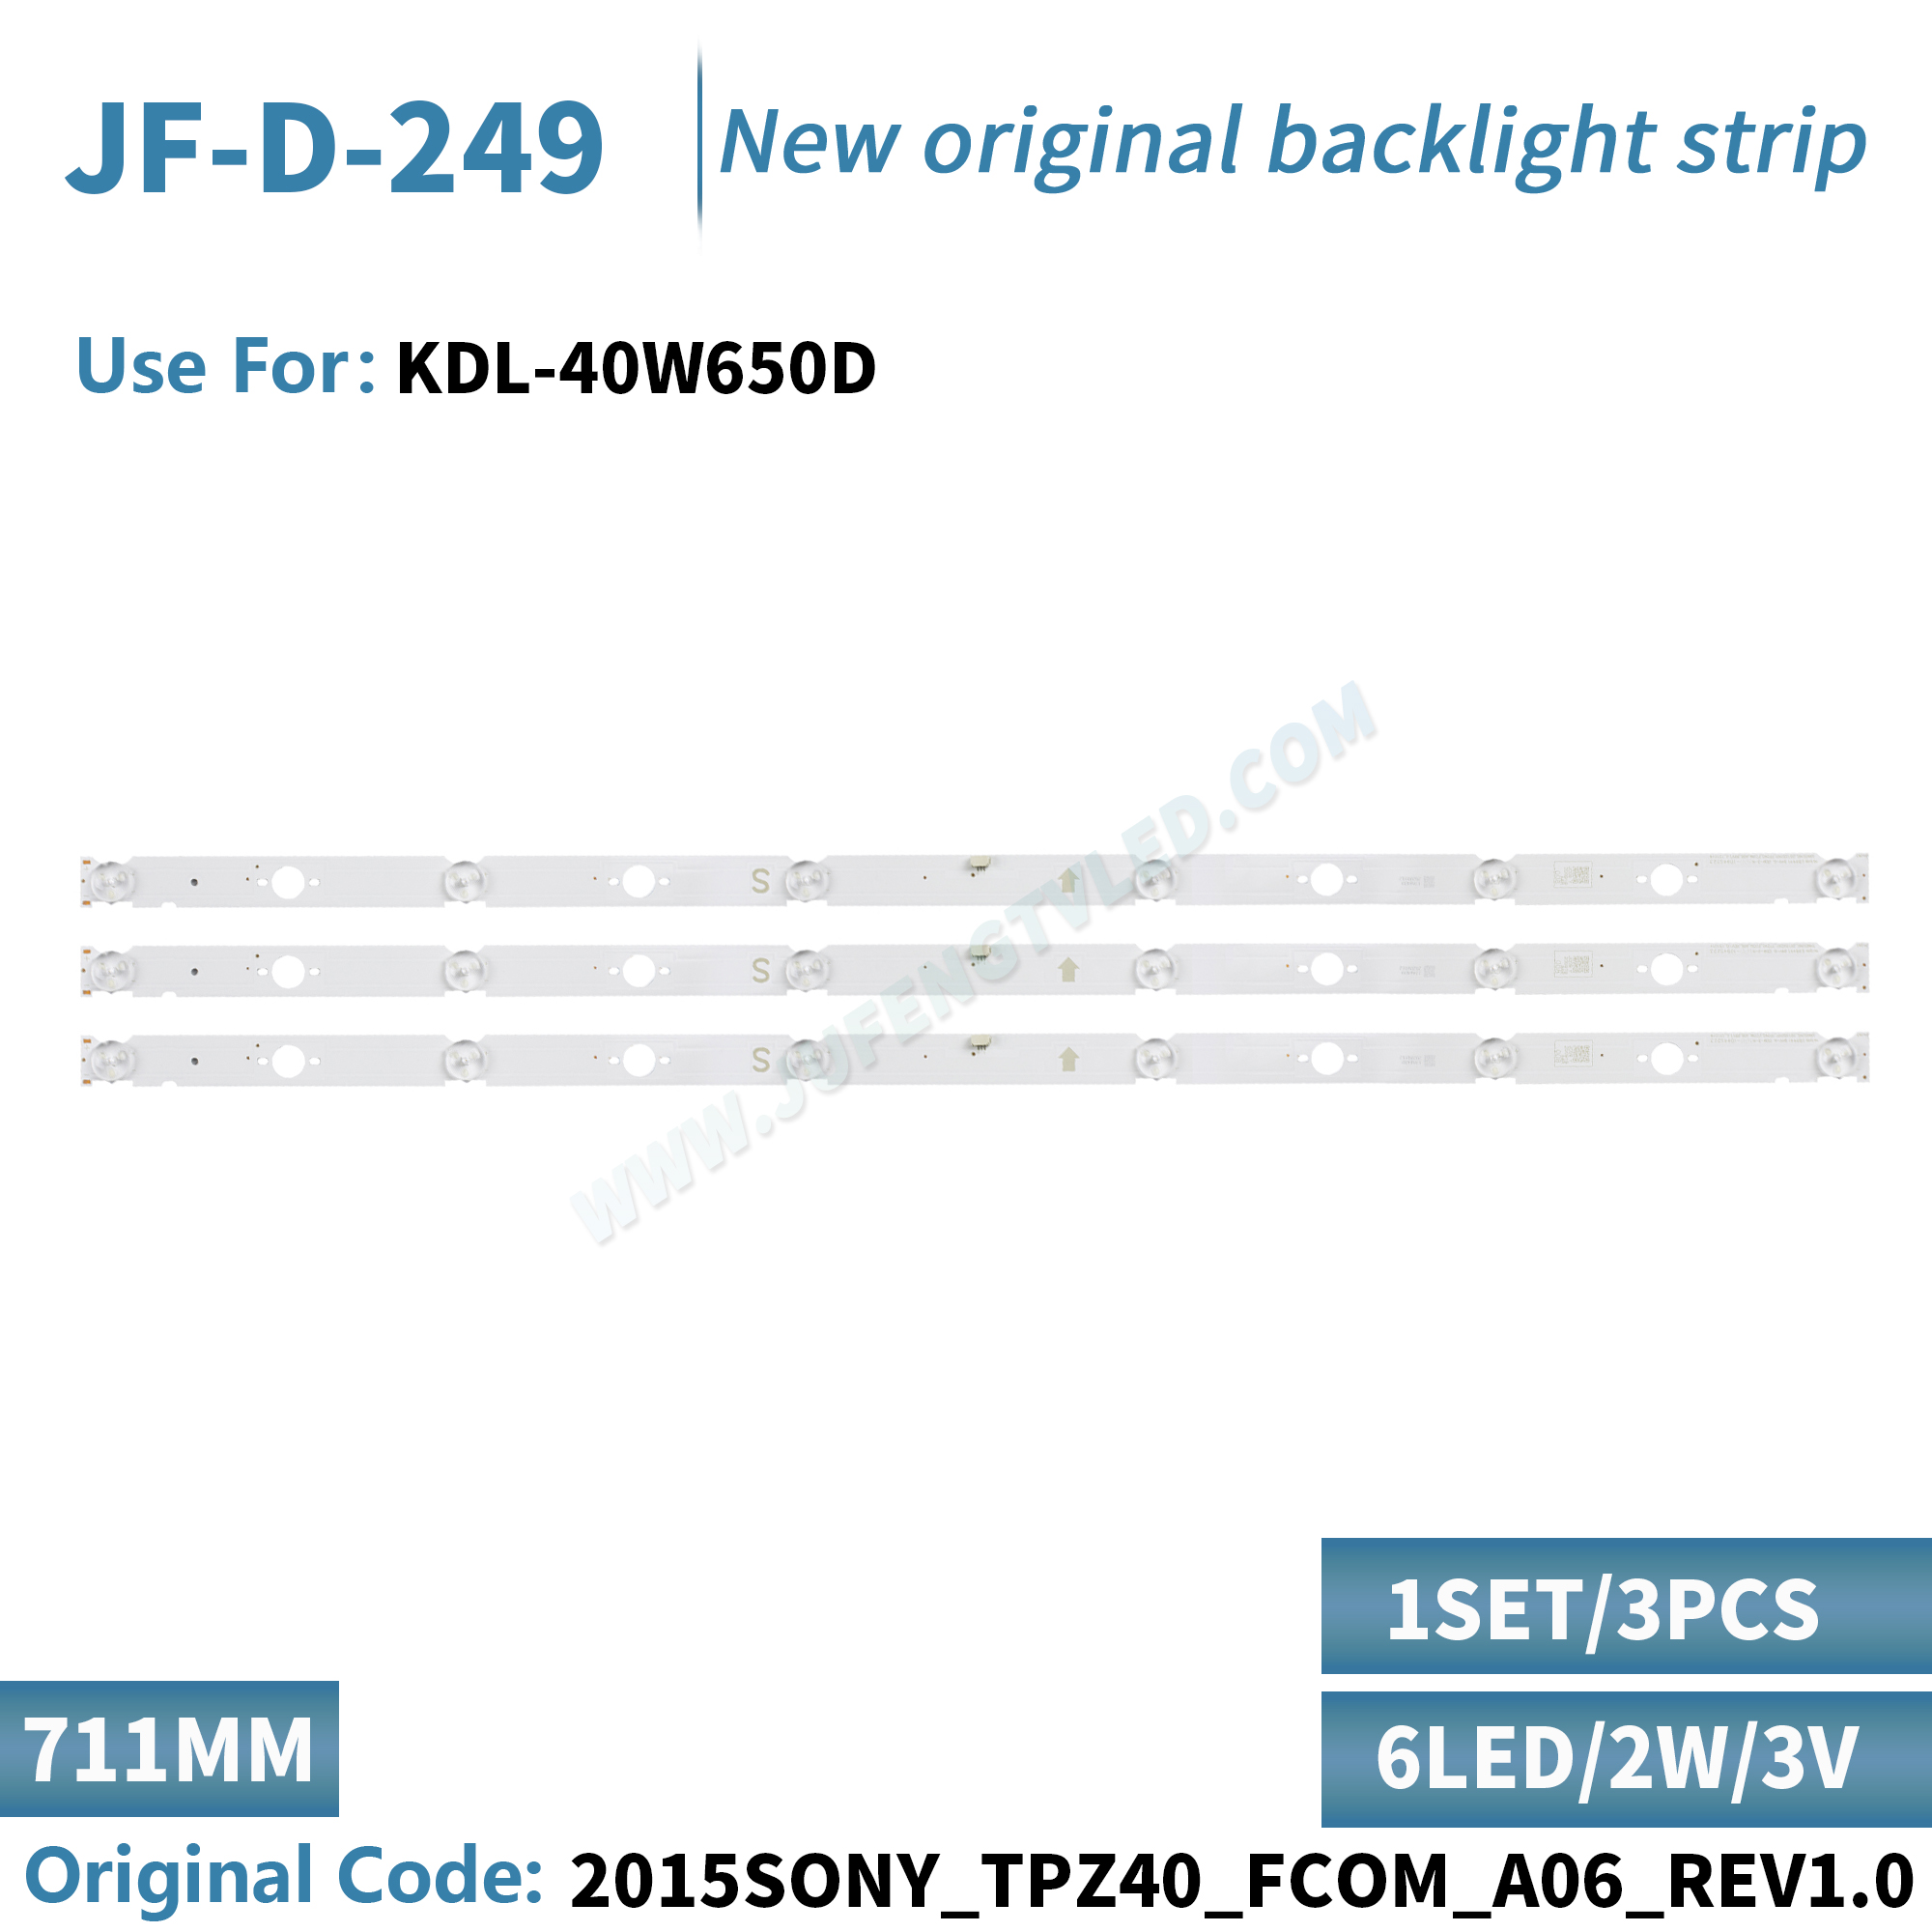 JF-D-249
New original backlight strip
Use For: KDL-40W650D
S
S
S
WWW.JUFENGTVLED.COM
1SET/3PCS
711MM
6LED/2W/3V
Original Code: 2015SONY_TPZ40_FCOM_A06_REV1.0